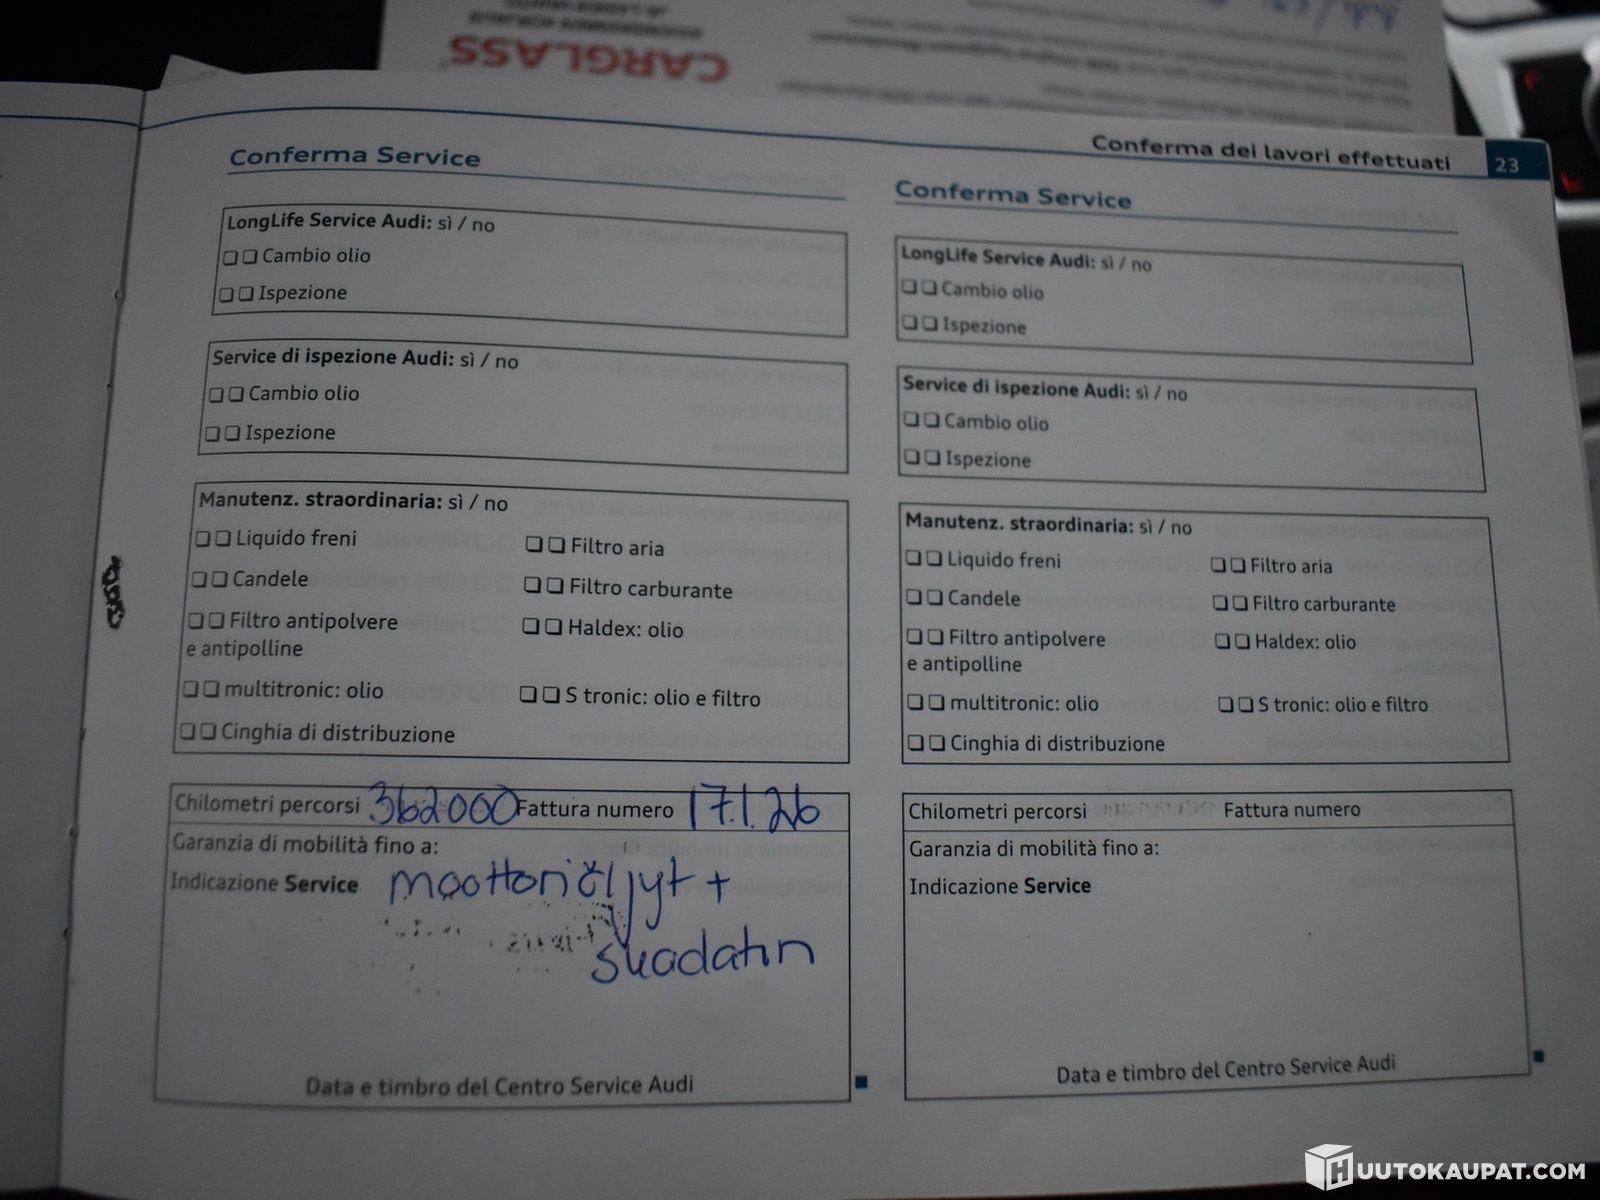 CARGLASS
Conferma dei lavori effettuati 23
Conferma Service
LongLife Service Audi: sì / no
❏ ❏ Cambio olio
❏ ❏ Ispezione
Service di ispezione Audi: sì / no
❏ ❏ Cambio olio
❏ ❏ Ispezione
Manutenz. straordinaria: sì / no
❏ ❏ Liquido freni ❏ ❏ Filtro aria
❏ ❏ Candele ❏ ❏ Filtro carburante
❏ ❏ Filtro antipolvere ❏ ❏ Haldex: olio
e antipolline
❏ ❏ multitronic: olio ❏ ❏ S tronic: olio e filtro
❏ ❏ Cinghia di distribuzione
Chilometri percorsi 362000 Fattura numero 17.1.26
Garanzia di mobilità fino a:
Indicazione Service moottoriöljyt +
suodatin
Data e timbro del Centro Service Audi
Conferma Service
LongLife Service Audi: sì / no
❏ ❏ Cambio olio
❏ ❏ Ispezione
Service di ispezione Audi: sì / no
❏ ❏ Cambio olio
❏ ❏ Ispezione
Manutenz. straordinaria: sì / no
❏ ❏ Liquido freni ❏ ❏ Filtro aria
❏ ❏ Candele ❏ ❏ Filtro carburante
❏ ❏ Filtro antipolvere ❏ ❏ Haldex: olio
e antipolline
❏ ❏ multitronic: olio ❏ ❏ S tronic: olio e filtro
❏ ❏ Cinghia di distribuzione
Chilometri percorsi Fattura numero
Garanzia di mobilità fino a:
Indicazione Service
Data e timbro del Centro Service Audi
HUUTOKAUPAT.COM